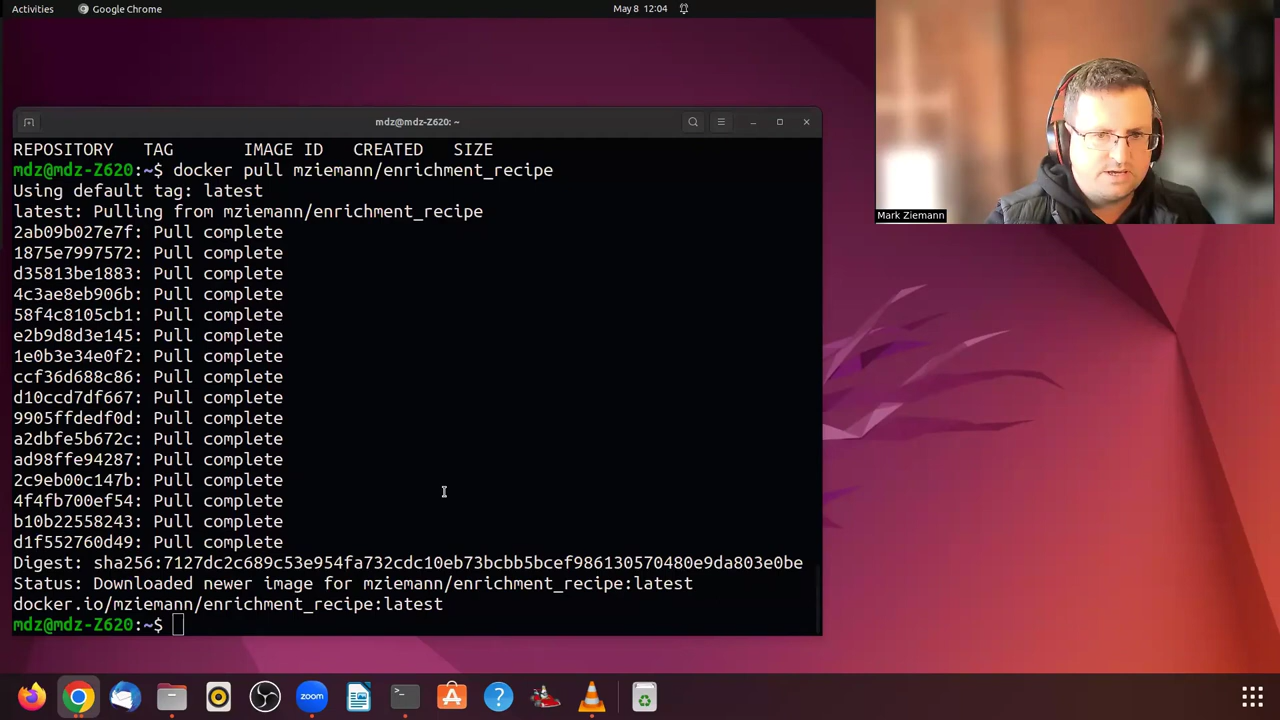 Activities Google Chrome May 8 12:04
Mark Ziemann
mdz@mdz-Z620: ~
REPOSITORY TAG IMAGE ID CREATED SIZE
mdz@mdz-Z620:~$ docker pull mziemann/enrichment_recipe
Using default tag: latest
latest: Pulling from mziemann/enrichment_recipe
2ab09b027e7f: Pull complete
1875e7997572: Pull complete
d35813be1883: Pull complete
4c3ae8eb906b: Pull complete
58f4c8105cb1: Pull complete
e2b9d8d3e145: Pull complete
1e0b3e34e0f2: Pull complete
ccf36d688c86: Pull complete
d10ccd7df667: Pull complete
9905ffdedf0d: Pull complete
a2dbfe5b672c: Pull complete
ad98ffe94287: Pull complete
2c9eb00c147b: Pull complete
4f4fb700ef54: Pull complete
b10b22558243: Pull complete
d1f552760d49: Pull complete
Digest: sha256:7127dc2c689c53e954fa732cdc10eb73bcbb5bcef986130570480e9da803e0be
Status: Downloaded newer image for mziemann/enrichment_recipe:latest
docker.io/mziemann/enrichment_recipe:latest
mdz@mdz-Z620:~$
zoom